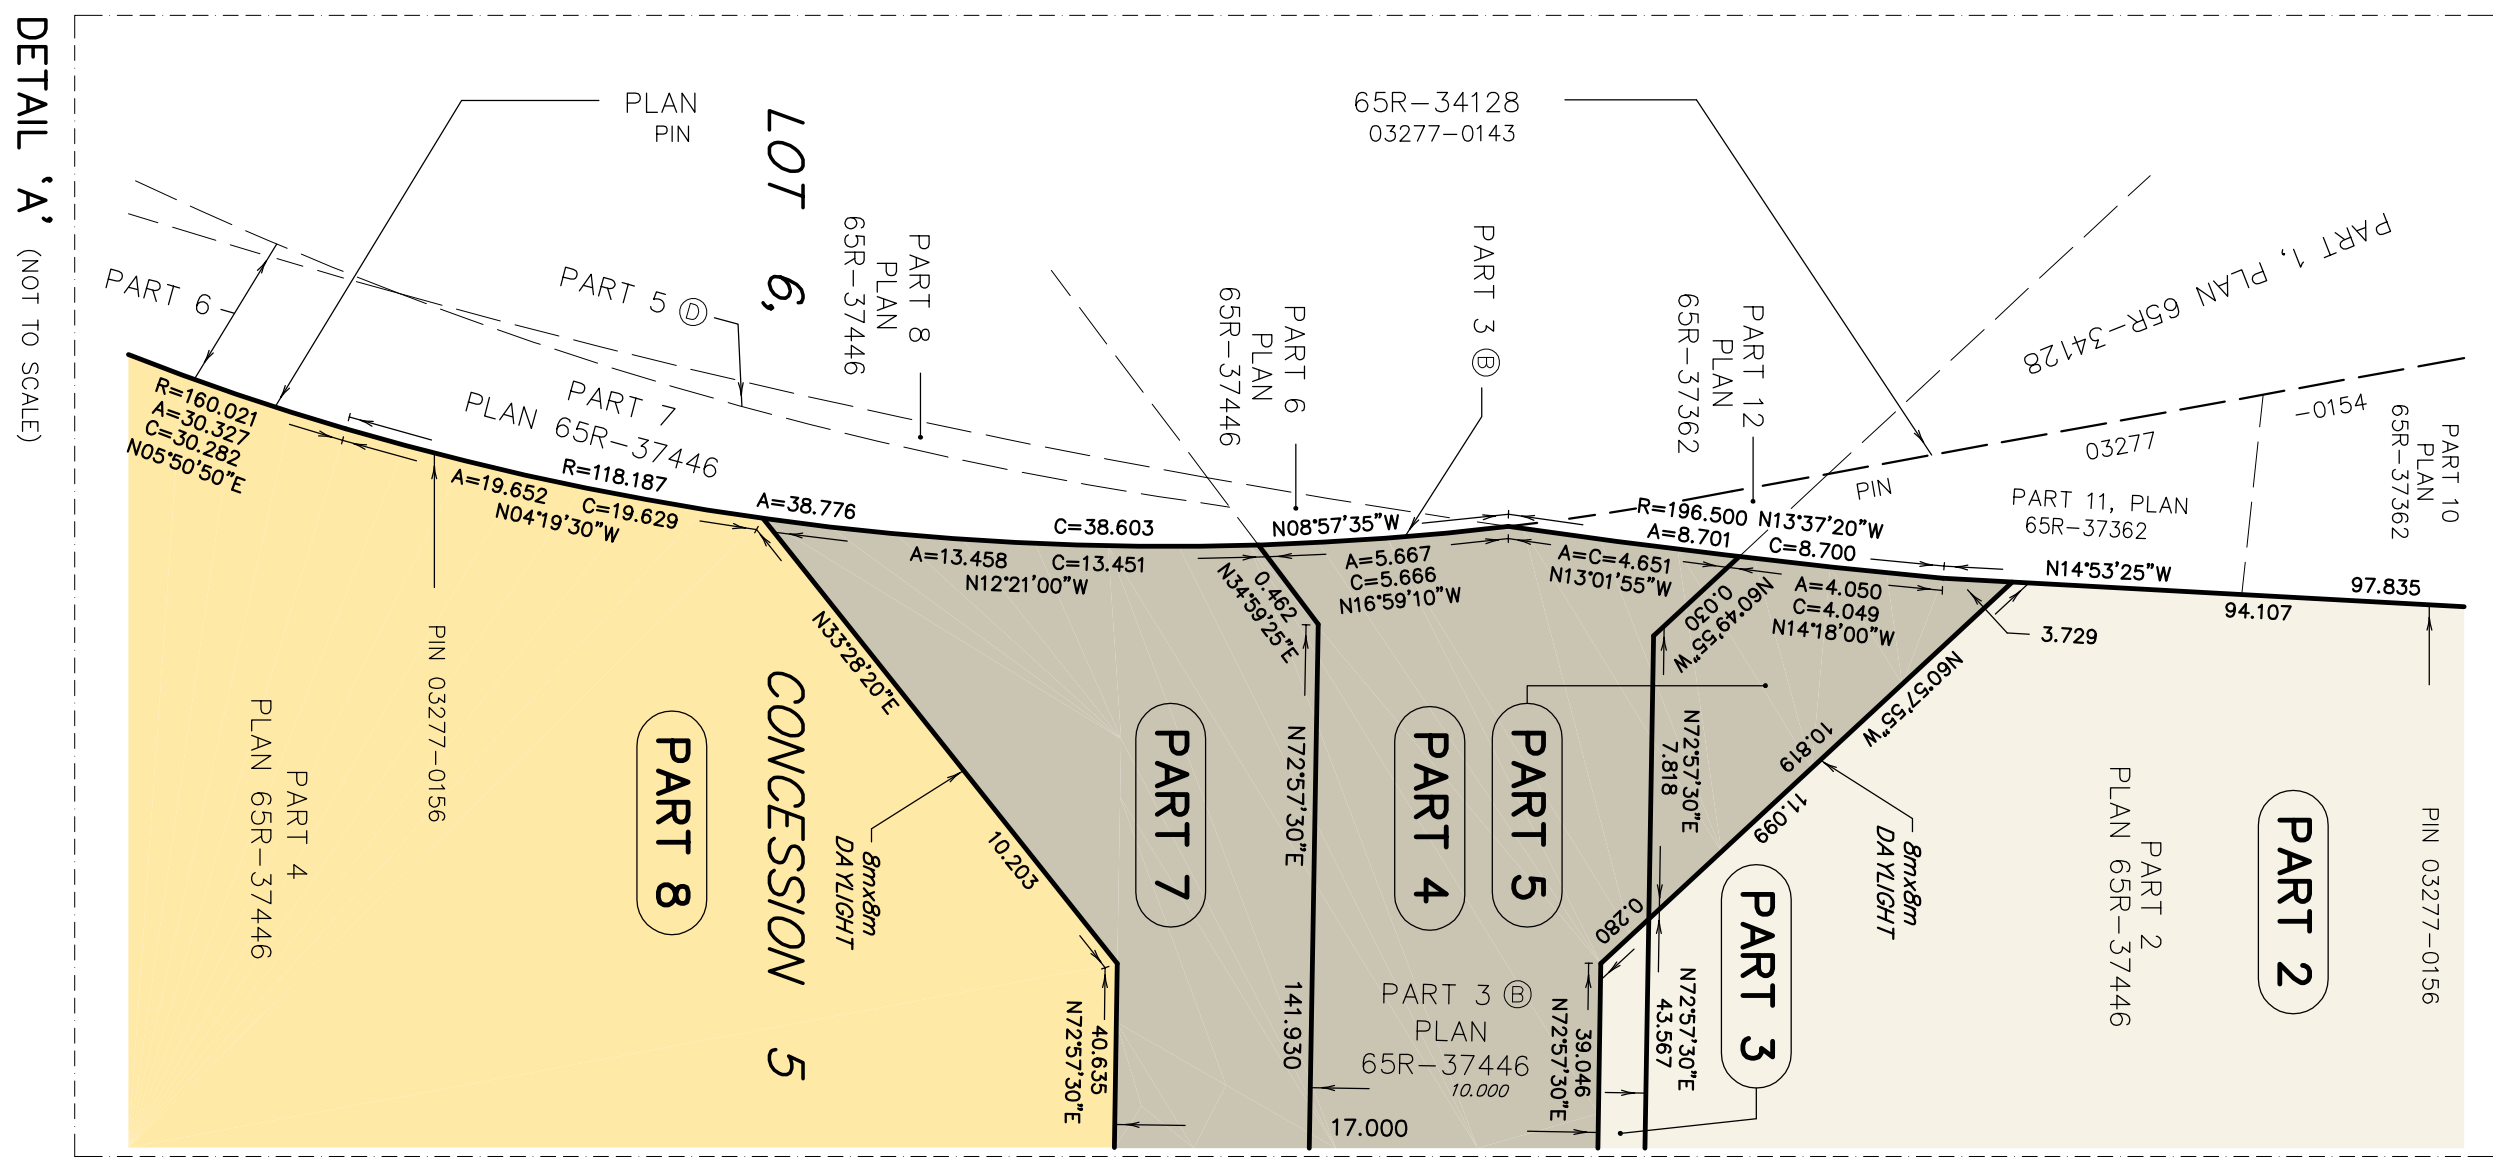 DETAIL 'A' (NOT TO SCALE)
PLAN
PIN
LOT 6,
CONCESSION 5
65R-34128
03277-0143
PART 1, PLAN 65R-34128
PART 6
PART 5 Ⓓ
PART 8
PLAN
65R-37446
PART 6
PLAN
65R-37446
PART 3 Ⓑ
PART 12
PLAN
65R-37362
PIN
03277
-0154
PART 10
PLAN
65R-37362
PART 11, PLAN
65R-37362
PART 7
PLAN 65R-37446
R=160.021
A=30.327
C=30.282
N05°50'50"E
R=118.187
A=19.652
C=19.629
N04°19'30"W
A=38.776
C=38.603
N08°57'35"W
A=13.458
C=13.451
N12°21'00"W
0.462
N34°59'25"E
A=5.667
C=5.666
N16°59'10"W
R=196.500
N13°37'20"W
A=8.701
C=8.700
A=C=4.651
N13°01'55"W
N60°49'55"W
0.030
A=4.050
C=4.049
N14°18'00"W
N14°53'25"W
97.835
94.107
3.729
N60°57'55"W
10.819
11.099
0.280
N33°28'20"E
10.203
8mx8m
DAYLIGHT
8mx8m
DAYLIGHT
N72°57'30"E
7.818
N72°57'30"E
141.930
N72°57'30"E
43.567
39.046
N72°57'30"E
40.635
N72°57'30"E
PIN 03277-0156
PART 4
PLAN 65R-37446
PART 8
PART 7
PART 4
PART 5
PART 3
PART 2
PART 2
PLAN 65R-37446
PIN 03277-0156
PART 3 Ⓑ
PLAN
65R-37446
10.000
17.000